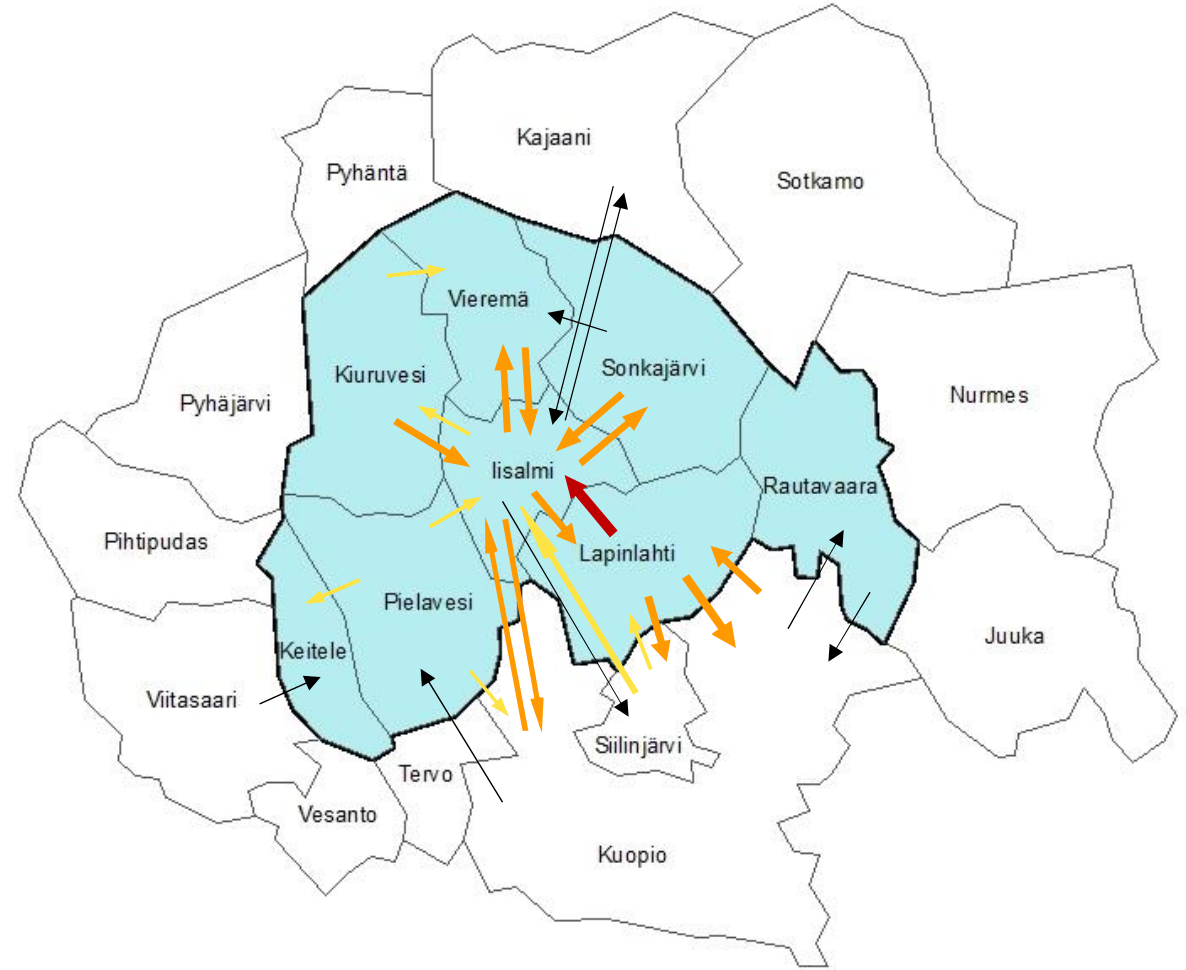 Kajaani
Pyhäntä
Sotkamo
Vieremä
Kiuruvesi
Sonkajärvi
Pyhäjärvi
Nurmes
Iisalmi
Rautavaara
Pihtipudas
Lapinlahti
Pielavesi
Juuka
Keitele
Viitasaari
Siilinjärvi
Tervo
Vesanto
Kuopio